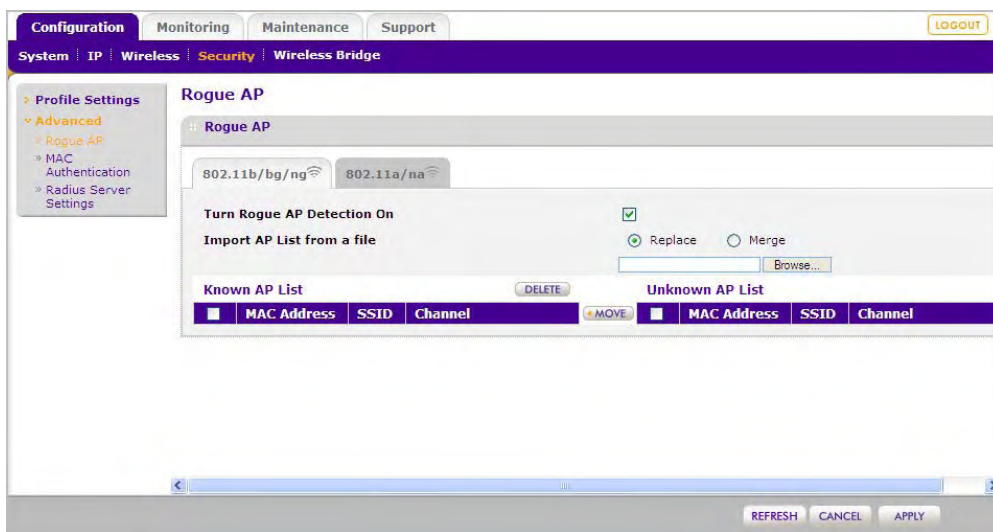 Configuration Monitoring Maintenance Support LOGOUT
System IP Wireless Security Wireless Bridge
Profile Settings
Advanced
Rogue AP
MAC
Authentication
Radius Server
Settings
Rogue AP
Rogue AP
802.11b/bg/ng 802.11a/na
Turn Rogue AP Detection On
Import AP List from a file Replace Merge
Browse...
Known AP List DELETE Unknown AP List
MAC Address SSID Channel MOVE MAC Address SSID Channel
REFRESH CANCEL APPLY